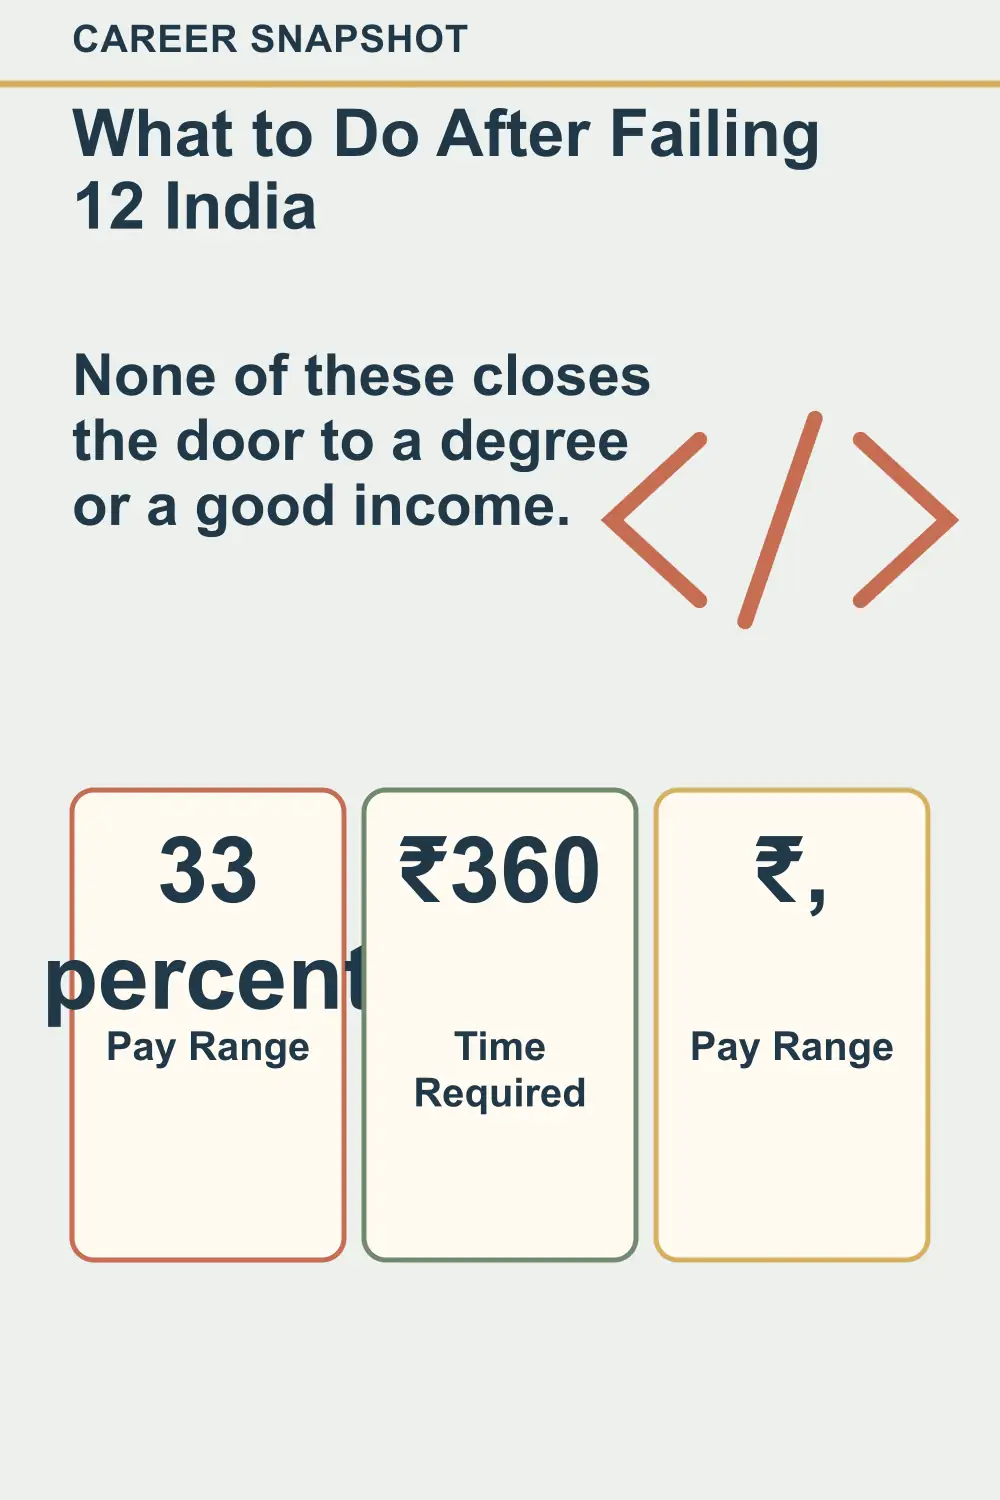 CAREER SNAPSHOT
What to Do After Failing
12 India
None of these closes
the door to a degree
or a good income.
</>
33
percent
Pay Range
₹360
Time
Required
₹,
Pay Range